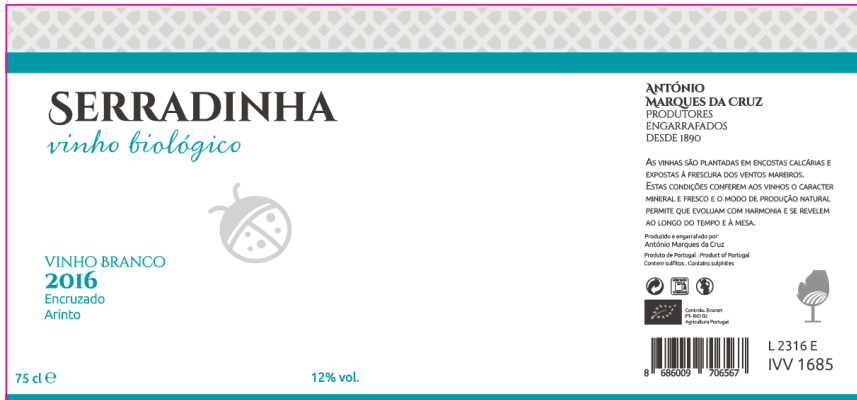 SERRADINHA
vinho biológico
VINHO BRANCO
2016
Encruzado
Arinto
75 cl ℮
12% vol.
ANTÓNIO
MARQUES DA CRUZ
PRODUTORES
ENGARRAFADOS
DESDE 1890
AS VINHAS SÃO PLANTADAS EM ENCOSTAS CALCÁRIAS E
EXPOSTAS Á FRESCURA DOS VENTOS MAREIROS.
ESTAS CONDIÇÕES CONFEREM AOS VINHOS O CARACTER
MINERAL E FRESCO E O MODO DE PRODUÇÃO NATURAL
PERMITE QUE EVOLUAM COM HARMONIA E SE REVELEM
AO LONGO DO TEMPO E À MESA.
Produzido e engarrafado por:
António Marques da Cruz
Produto de Portugal . Product of Portugal
Contem sulfitos . Contains sulphites
PT-BIO 02
Agricultura Portugal
8 686009 706567
L 2316 E
IVV 1685